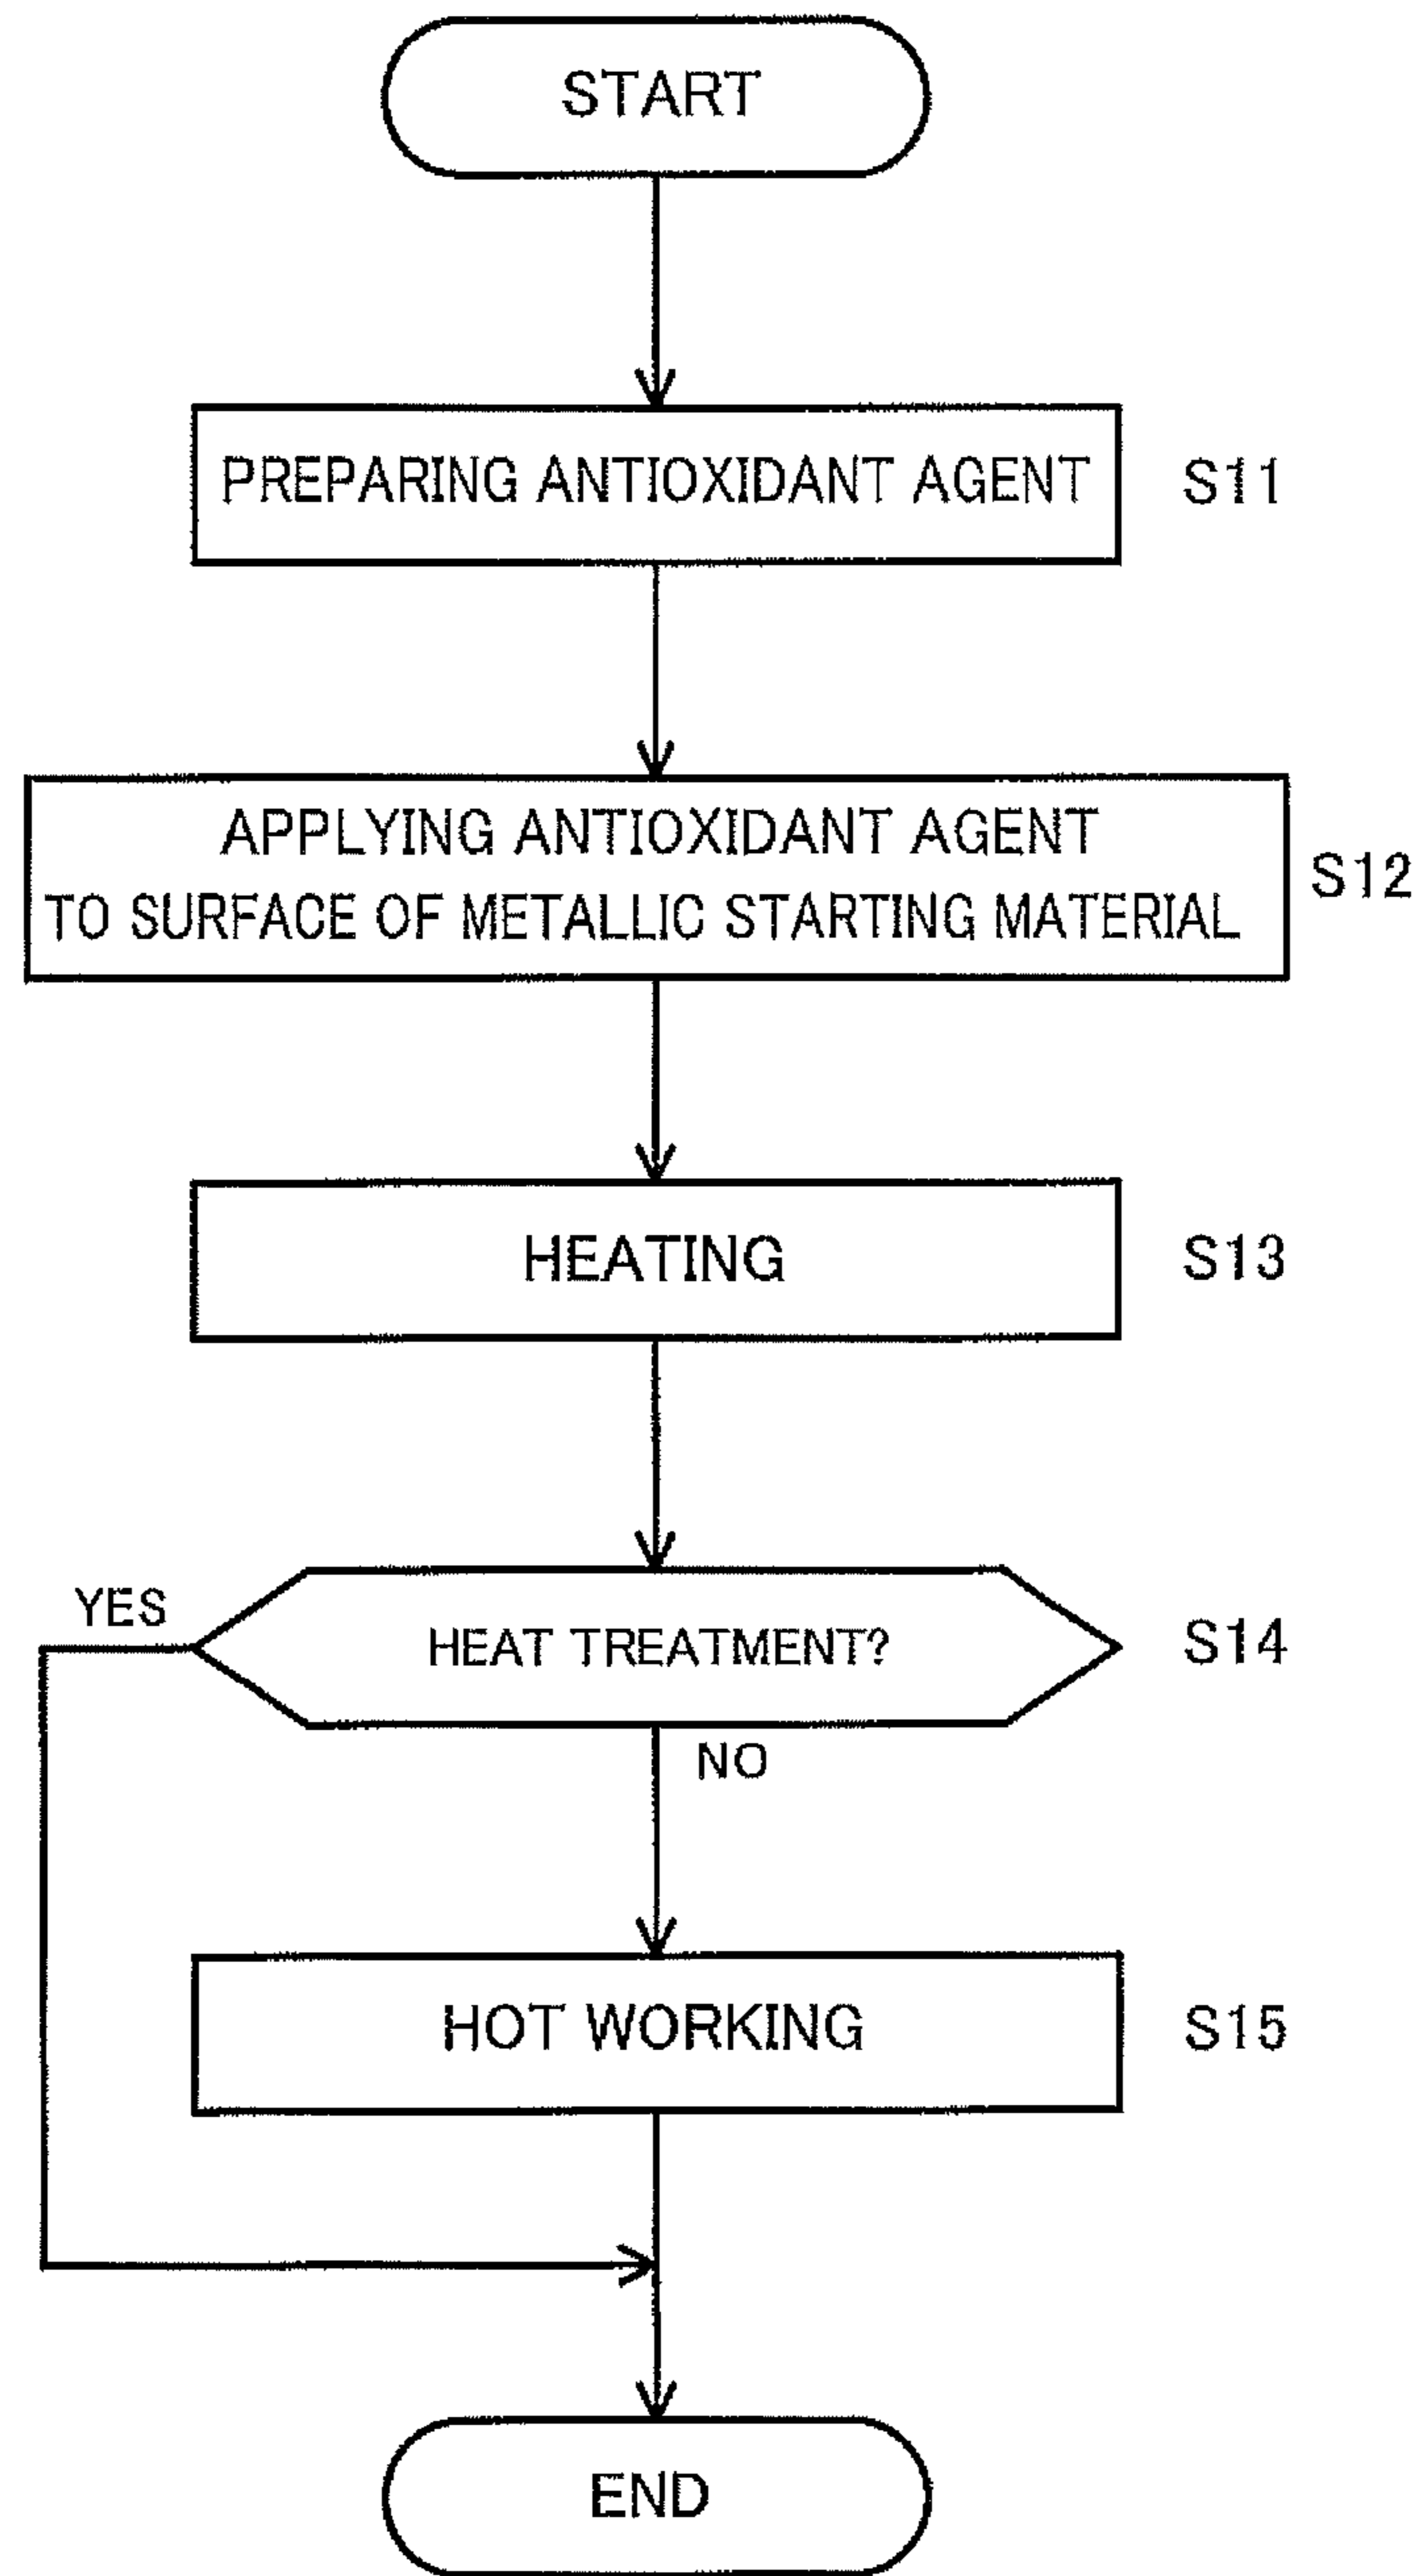 START
PREPARING ANTIOXIDANT AGENT
S11
APPLYING ANTIOXIDANT AGENT
TO SURFACE OF METALLIC STARTING MATERIAL
S12
HEATING
S13
YES
HEAT TREATMENT?
S14
NO
HOT WORKING
S15
END